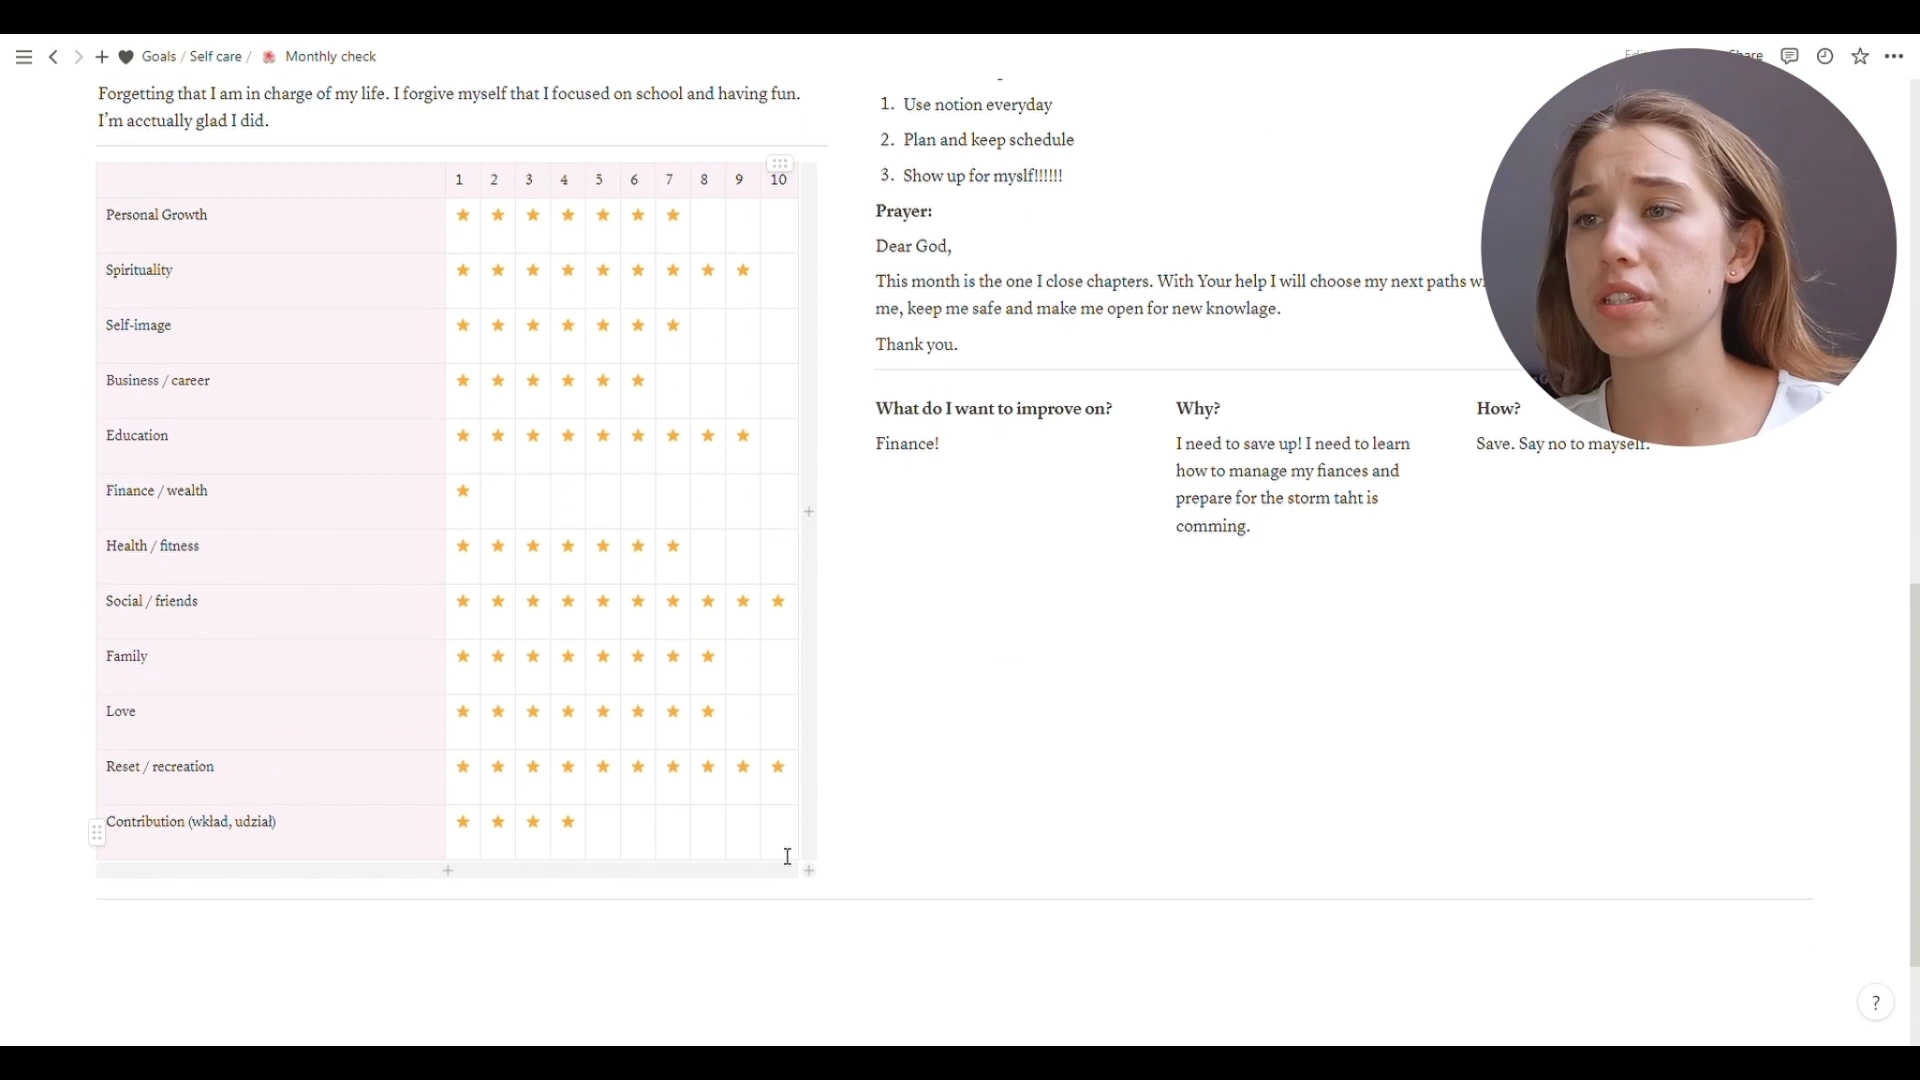 Goals / Self care / Monthly check
Share
Forgetting that I am in charge of my life. I forgive myself that I focused on school and having fun.
I'm acctually glad I did.
1 2 3 4 5 6 7 8 9 10
Personal Growth
Spirituality
Self-image
Business / career
Education
Finance / wealth
Health / fitness
Social / friends
Family
Love
Reset / recreation
Contribution (wkład, udział)
1. Use notion everyday
2. Plan and keep schedule
3. Show up for myslf!!!!!!
Prayer:
Dear God,
This month is the one I close chapters. With Your help I will choose my next paths
me, keep me safe and make me open for new knowlage.
Thank you.
What do I want to improve on?
Finance!
Why?
I need to save up! I need to learn
how to manage my fiances and
prepare for the storm taht is
comming.
How?
Save. Say no to mayself.
?